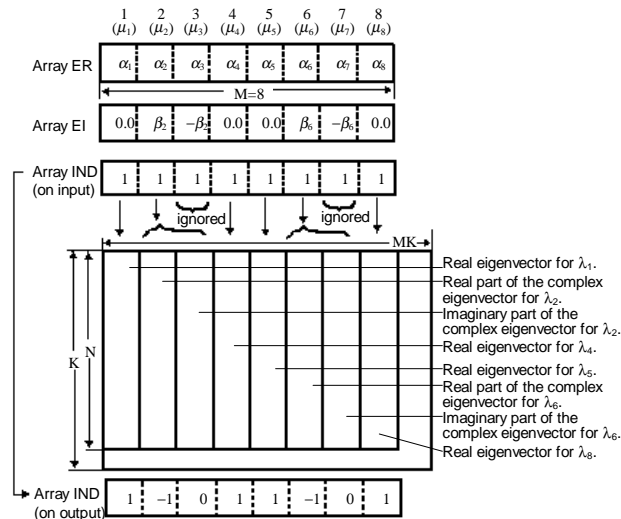 1 2 3 4 5 6 7 8
(μ₁) (μ₂) (μ₃) (μ₄) (μ₅) (μ₆) (μ₇) (μ₈)
Array ER α₁ α₂ α₃ α₄ α₅ α₆ α₇ α₈
M=8
Array EI 0.0 β₂ −β₂ 0.0 0.0 β₆ −β₆ 0.0
Array IND
(on input)
1 1 1 1 1 1 1 1
ignored ignored
MK
K
N
Real eigenvector for λ₁.
Real part of the complex
eigenvector for λ₂.
Imaginary part of the
complex eigenvector for λ₂.
Real eigenvector for λ₄.
Real eigenvector for λ₅.
Real part of the complex
eigenvector for λ₆.
Imaginary part of the
complex eigenvector for λ₆.
Real eigenvector for λ₈.
Array IND
(on output)
1 −1 0 1 1 −1 0 1